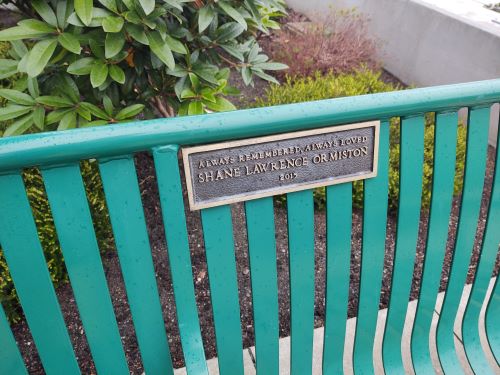 ALWAYS REMEMBERED, ALWAYS LOVED
SHANE LAWRENCE ORMISTON
2015